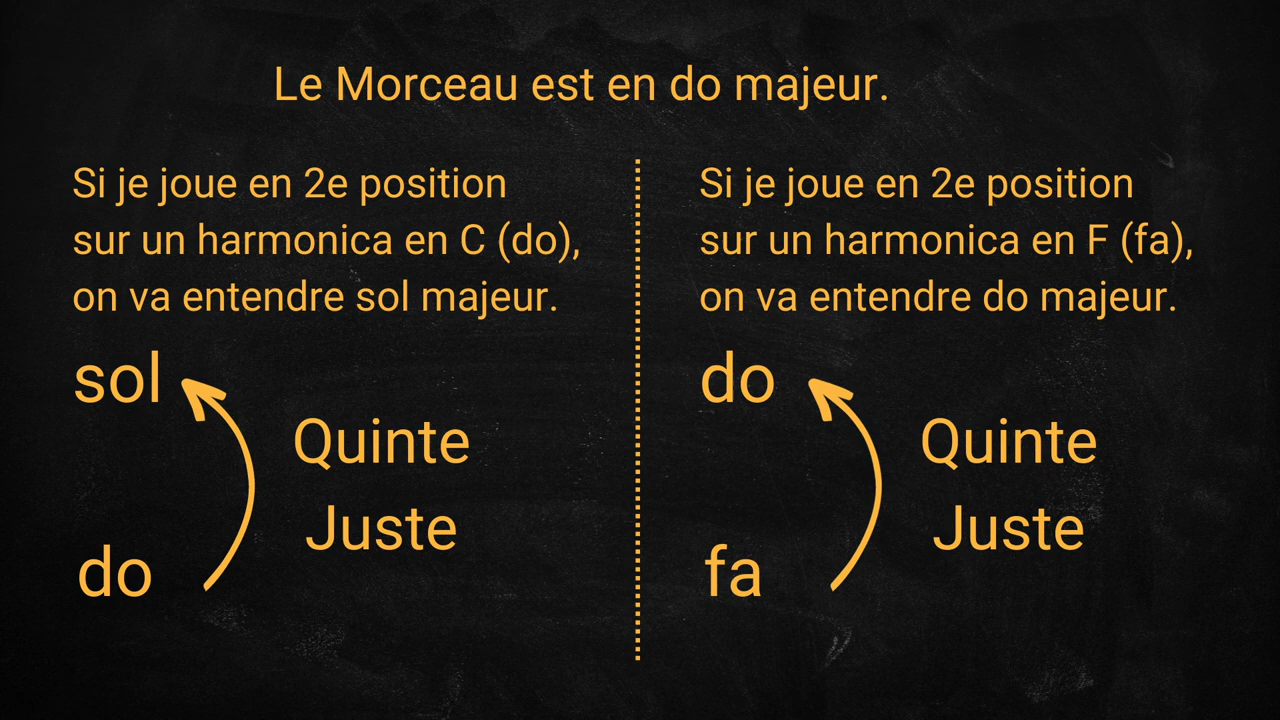 Le Morceau est en do majeur.
Si je joue en 2e position
sur un harmonica en C (do),
on va entendre sol majeur.
sol
Quinte
Juste
do
Si je joue en 2e position
sur un harmonica en F (fa),
on va entendre do majeur.
do
Quinte
Juste
fa